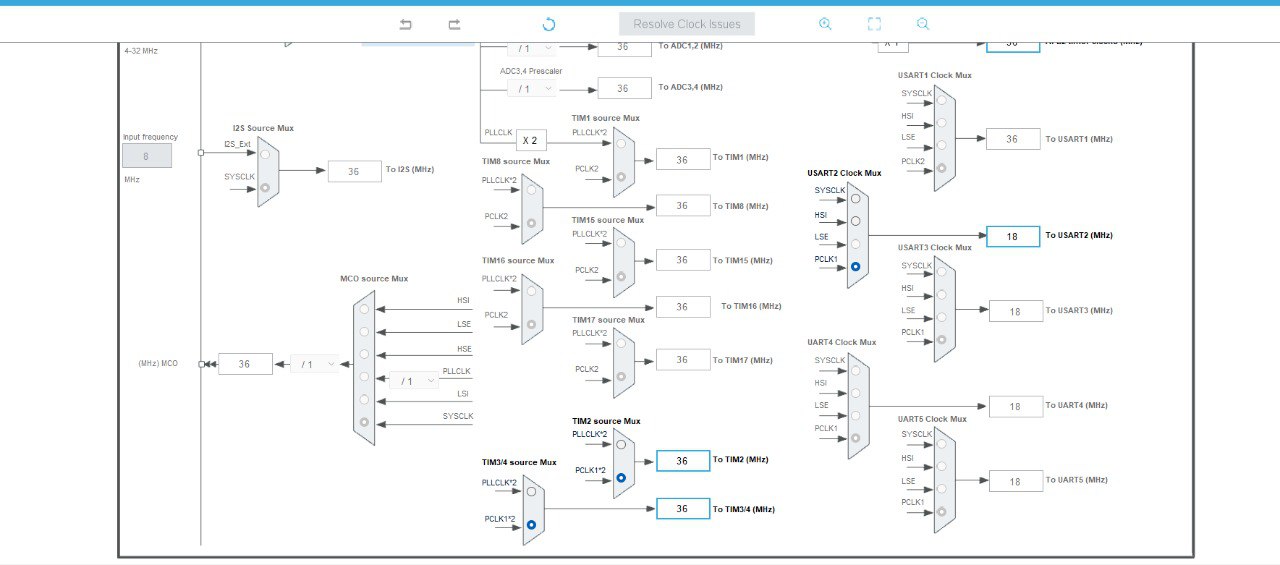 Resolve Clock Issues
4-32 MHz
/ 1
36
To ADC1,2 (MHz)
X 1
36
ADC3,4 Prescaler
/ 1
36
To ADC3,4 (MHz)
USART1 Clock Mux
SYSCLK
HSI
LSE
PCLK2
36
To USART1 (MHz)
Input frequency
8
MHz
I2S Source Mux
I2S_Ext
SYSCLK
36
To I2S (MHz)
PLLCLK
X 2
TIM1 source Mux
PLLCLK*2
PCLK2
36
To TIM1 (MHz)
TIM8 source Mux
PLLCLK*2
PCLK2
36
To TIM8 (MHz)
USART2 Clock Mux
SYSCLK
HSI
LSE
PCLK1
18
To USART2 (MHz)
TIM15 source Mux
PLLCLK*2
PCLK2
36
To TIM15 (MHz)
USART3 Clock Mux
SYSCLK
HSI
LSE
PCLK1
18
To USART3 (MHz)
TIM16 source Mux
PLLCLK*2
PCLK2
36
To TIM16 (MHz)
MCO source Mux
HSI
LSE
HSE
PLLCLK
/ 1
LSI
SYSCLK
/ 1
36
(MHz) MCO
TIM17 source Mux
PLLCLK*2
PCLK2
36
To TIM17 (MHz)
UART4 Clock Mux
SYSCLK
HSI
LSE
PCLK1
18
To UART4 (MHz)
TIM2 source Mux
PLLCLK*2
PCLK1*2
36
To TIM2 (MHz)
UART5 Clock Mux
SYSCLK
HSI
LSE
PCLK1
18
To UART5 (MHz)
TIM3/4 source Mux
PLLCLK*2
PCLK1*2
36
To TIM3/4 (MHz)